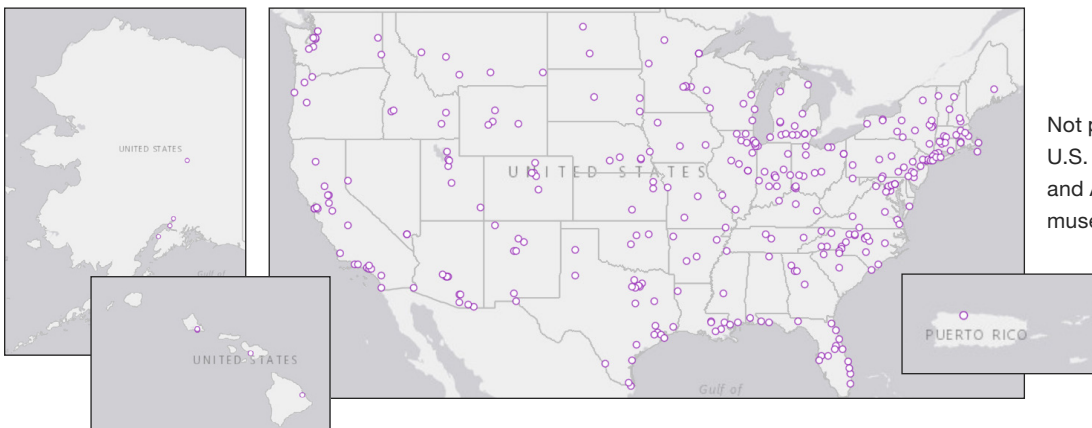 UNITED STATES
Gulf of
UNITED STATES
UNITED STATES
Gulf of
PUERTO RICO
Not p
U.S.
and
muse